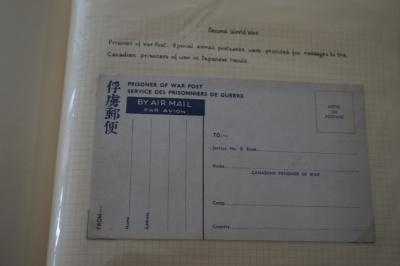 Second World War
Prisoner of War Post. Special airmail postcards were provided for messages to the
Canadian prisoners of war in Japanese hands.
俘虜郵便
PRISONER OF WAR POST
SERVICE DES PRISONNIERS DE GUERRE
BY AIR MAIL
PAR AVION
FROM:—
Name
Address
TO:—
Service No. & Rank
Name
CANADIAN PRISONER OF WAR
Camp
Country
POSTAGE